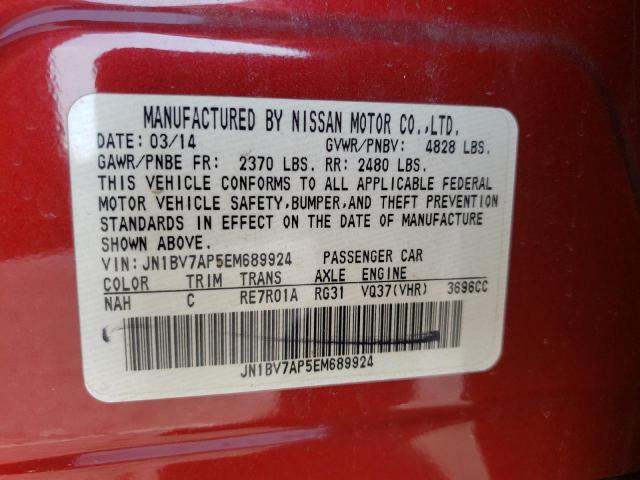 MANUFACTURED BY NISSAN MOTOR CO.,LTD.
DATE: 03/14 GVWR/PNBV: 4828 LBS.
GAWR/PNBE FR: 2370 LBS. RR: 2480 LBS.
THIS VEHICLE CONFORMS TO ALL APPLICABLE FEDERAL
MOTOR VEHICLE SAFETY,BUMPER,AND THEFT PREVENTION
STANDARDS IN EFFECT ON THE DATE OF MANUFACTURE
SHOWN ABOVE.
VIN:JN1BV7AP5EM689924 PASSENGER CAR
COLOR TRIM TRANS AXLE ENGINE
NAH C RE7R01A RG31 VQ37(VHR) 3696CC
JN1BV7AP5EM689924